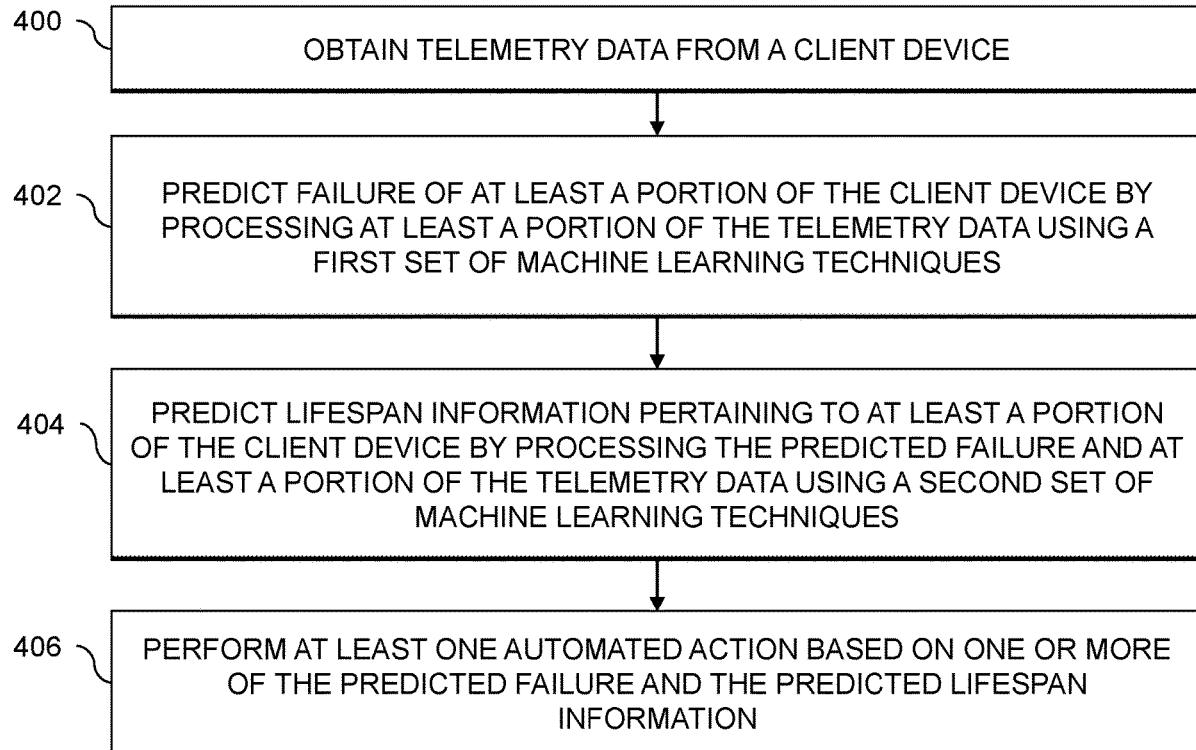 400
OBTAIN TELEMETRY DATA FROM A CLIENT DEVICE
402
PREDICT FAILURE OF AT LEAST A PORTION OF THE CLIENT DEVICE BY
PROCESSING AT LEAST A PORTION OF THE TELEMETRY DATA USING A
FIRST SET OF MACHINE LEARNING TECHNIQUES
404
PREDICT LIFESPAN INFORMATION PERTAINING TO AT LEAST A PORTION
OF THE CLIENT DEVICE BY PROCESSING THE PREDICTED FAILURE AND AT
LEAST A PORTION OF THE TELEMETRY DATA USING A SECOND SET OF
MACHINE LEARNING TECHNIQUES
406
PERFORM AT LEAST ONE AUTOMATED ACTION BASED ON ONE OR MORE
OF THE PREDICTED FAILURE AND THE PREDICTED LIFESPAN
INFORMATION